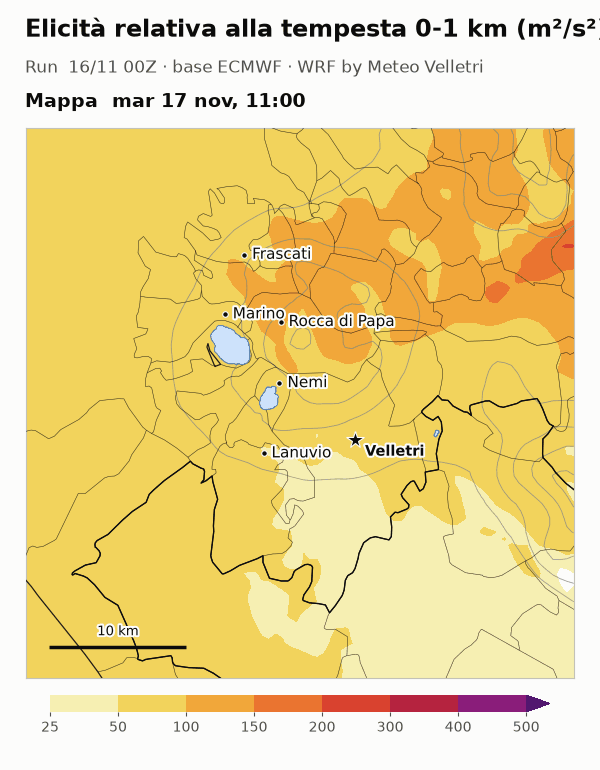 Elicità relativa alla tempesta 0-1 km (m²/s²)
Run  16/11 00Z · base ECMWF · WRF by Meteo Velletri
Mappa  mar 17 nov, 11:00
Frascati
Marino
Rocca di Papa
Nemi
Lanuvio
Velletri
10 km
25 50 100 150 200 300 400 500